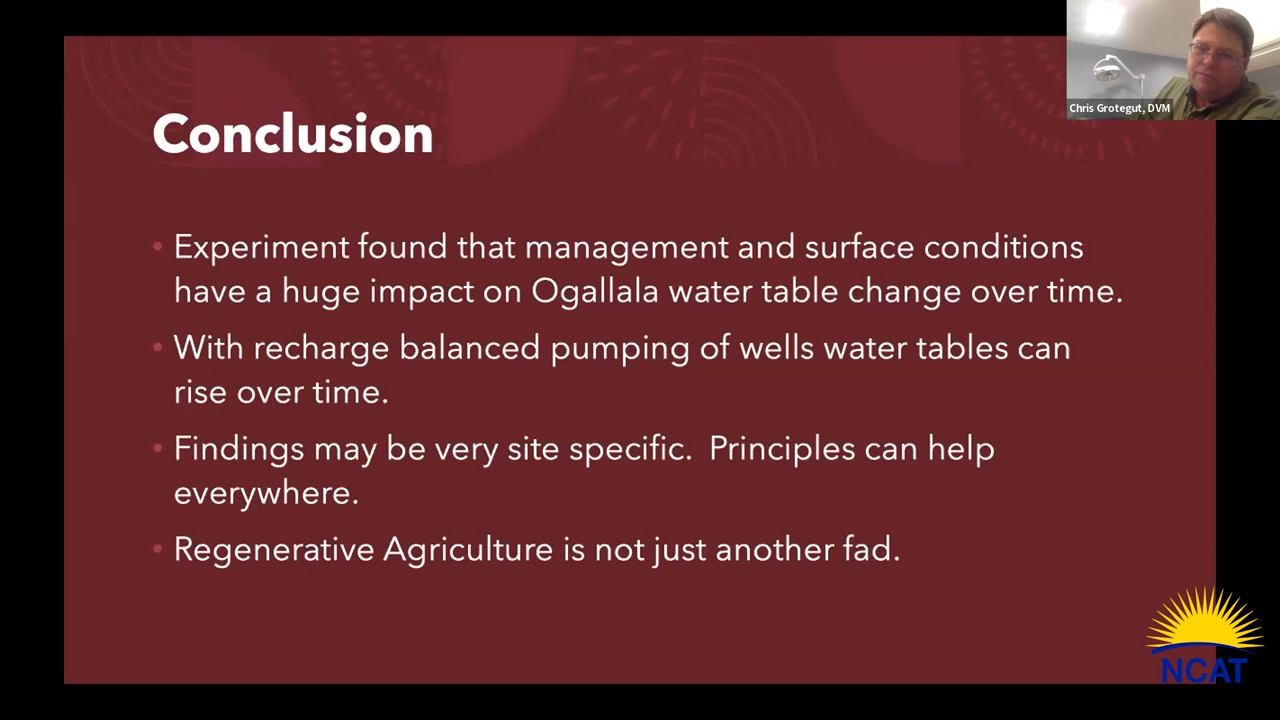 Chris Grotegut, DVM
Conclusion
• Experiment found that management and surface conditions
have a huge impact on Ogallala water table change over time.
• With recharge balanced pumping of wells water tables can
rise over time.
• Findings may be very site specific.  Principles can help
everywhere.
• Regenerative Agriculture is not just another fad.
NCAT